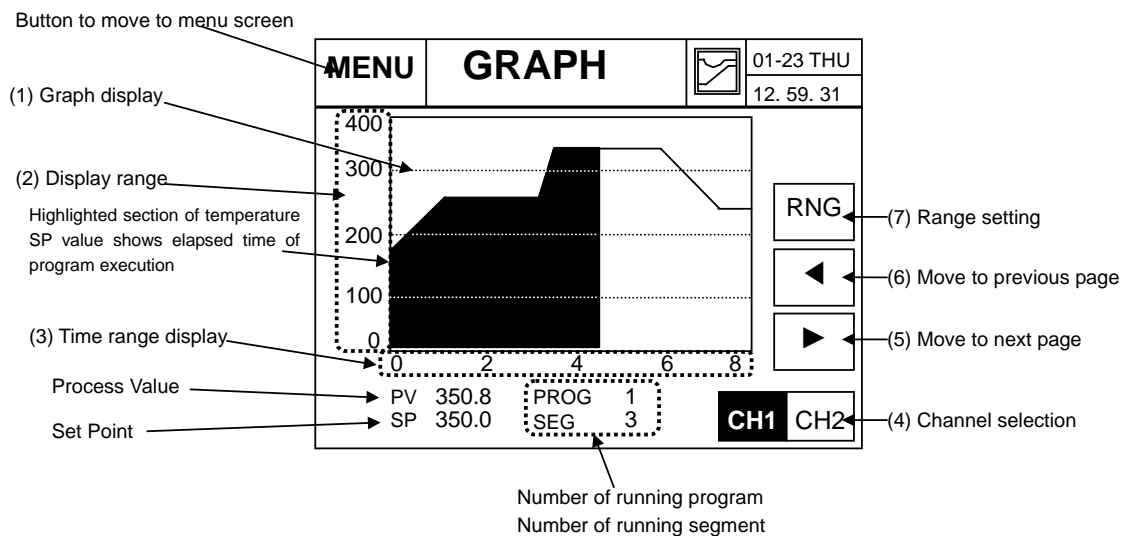 Button to move to menu screen
MENU
GRAPH
01-23 THU
12. 59. 31
(1) Graph display
(2) Display range
Highlighted section of temperature
SP value shows elapsed time of
program execution
(3) Time range display
Process Value
Set Point
400
300
200
100
0
0 2 4 6 8
PV 350.8
SP 350.0
PROG 1
SEG 3
RNG
(7) Range setting
(6) Move to previous page
(5) Move to next page
CH1 CH2
(4) Channel selection
Number of running program
Number of running segment